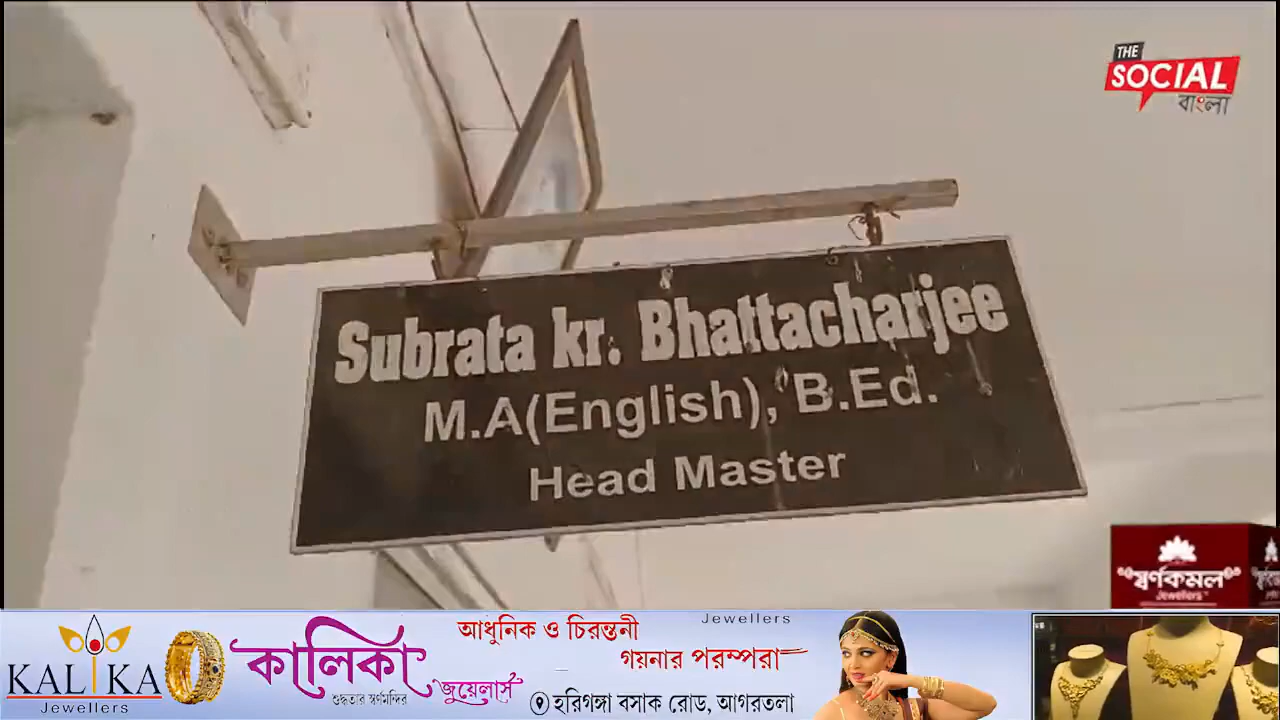 THE
SOCIAL
বাংলা
Subrata kr. Bhattacharjee
M.A(English), B.Ed.
Head Master
স্বর্ণকমল
Jewellers
KALIKA
Jewellers
কালিকা
শুদ্ধতার স্বর্ণমন্দির
জুয়েলার্স
আধুনিক ও চিরন্তনী
গয়নার পরম্পরা
Jewellers
হরিগঙ্গা বসাক রোড, আগরতলা